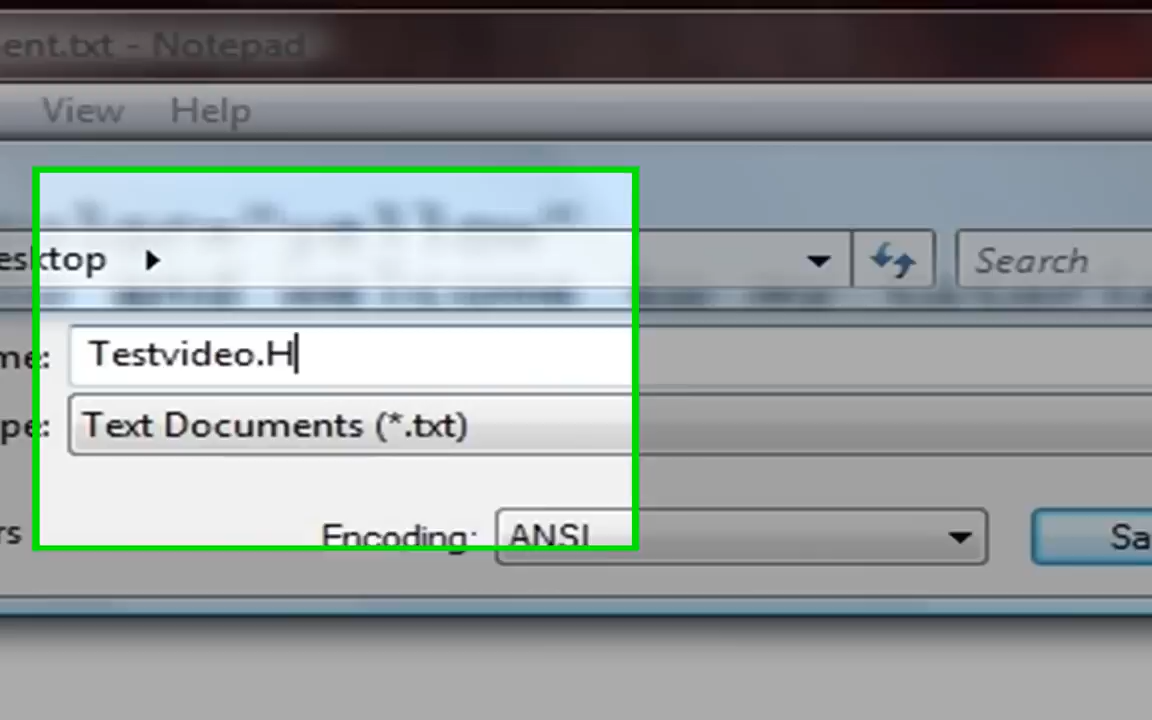 ent.txt - Notepad
View Help
esktop
Search
me: Testvideo.H
pe: Text Documents (*.txt)
rs Encoding: ANSI Sa